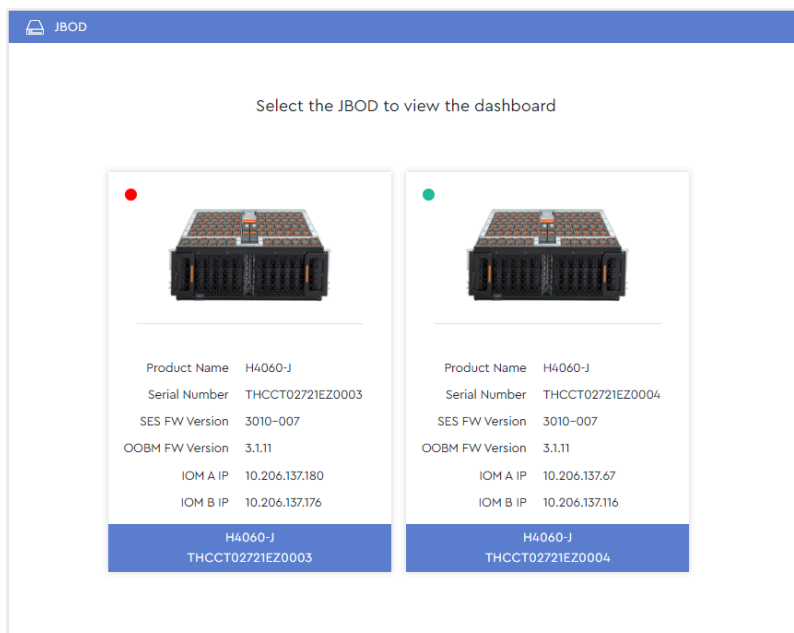 JBOD
Select the JBOD to view the dashboard
Product Name H4060-J
Serial Number THCCT02721EZ0003
SES FW Version 3010-007
OOBM FW Version 3.1.11
IOM A IP 10.206.137.180
IOM B IP 10.206.137.176
H4060-J
THCCT02721EZ0003
Product Name H4060-J
Serial Number THCCT02721EZ0004
SES FW Version 3010-007
OOBM FW Version 3.1.11
IOM A IP 10.206.137.67
IOM B IP 10.206.137.116
H4060-J
THCCT02721EZ0004